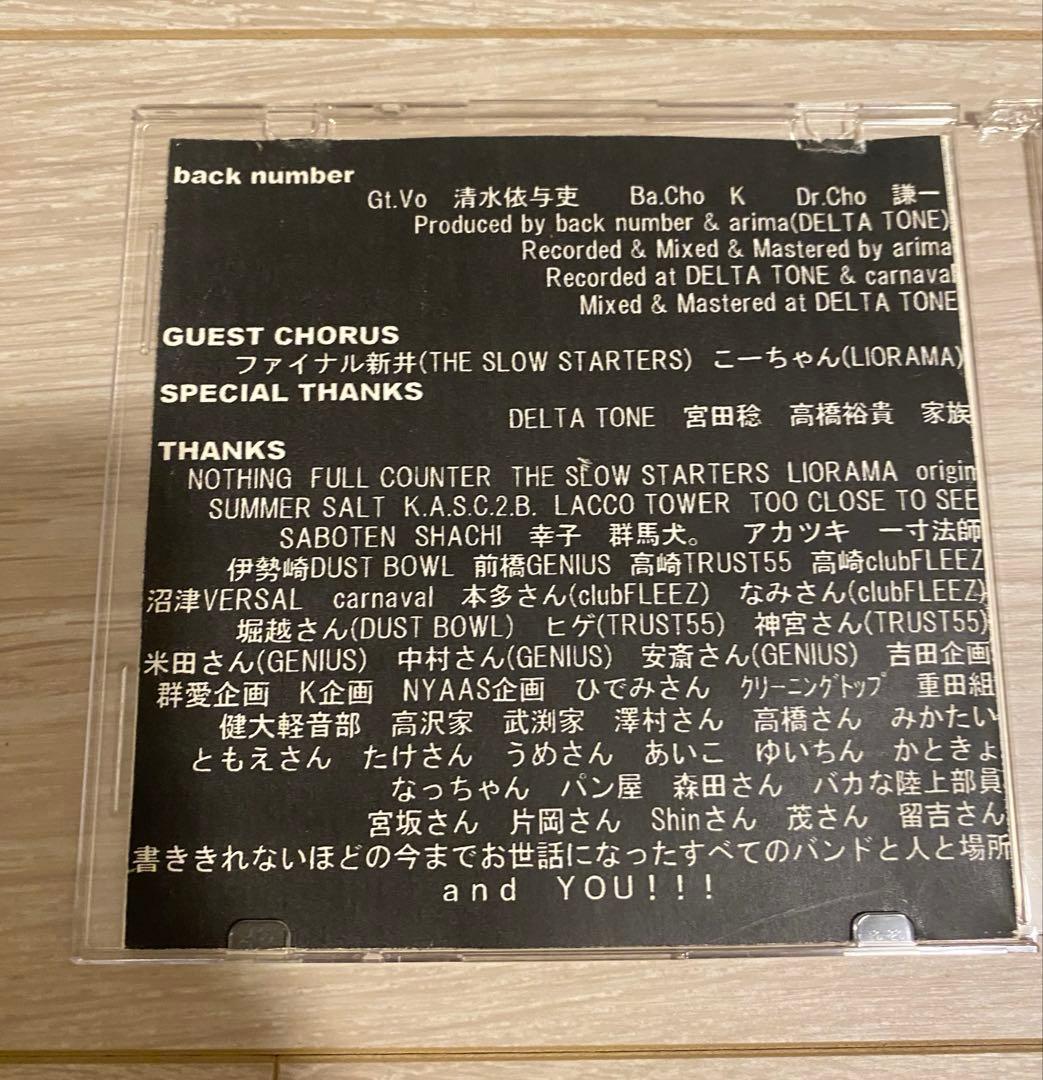 back number
Gt.Vo 清水依与吏 Ba.Cho K Dr.Cho 謙一
Produced by back number & arima(DELTA TONE)
Recorded & Mixed & Mastered by arima
Recorded at DELTA TONE & carnaval
Mixed & Mastered at DELTA TONE
GUEST CHORUS
ファイナル新井(THE SLOW STARTERS) こーちゃん(LIORAMA)
SPECIAL THANKS
DELTA TONE 宮田稔 高橋裕貴 家族
THANKS
NOTHING FULL COUNTER THE SLOW STARTERS LIORAMA origin
SUMMER SALT K.A.S.C.2.B. LACCO TOWER TOO CLOSE TO SEE
SABOTEN SHACHI 幸子 群馬犬。 アカツキ 一寸法師
伊勢崎DUST BOWL 前橋GENIUS 高崎TRUST55 高崎clubFLEEZ
沼津VERSAL carnaval 本多さん(clubFLEEZ) なみさん(clubFLEEZ)
堀越さん(DUST BOWL) ヒゲ(TRUST55) 神宮さん(TRUST55)
米田さん(GENIUS) 中村さん(GENIUS) 安斎さん(GENIUS) 吉田企画
群愛企画 K企画 NYAAS企画 ひでみさん クリーニングトップ 重田組
健大軽音部 高沢家 武渕家 澤村さん 高橋さん みかたい
ともえさん たけさん うめさん あいこ ゆいちん かときょ
なっちゃん パン屋 森田さん バカな陸上部員
宮坂さん 片岡さん Shinさん 茂さん 留吉さん
書ききれないほどの今までお世話になったすべてのバンドと人と場所
and YOU!!!